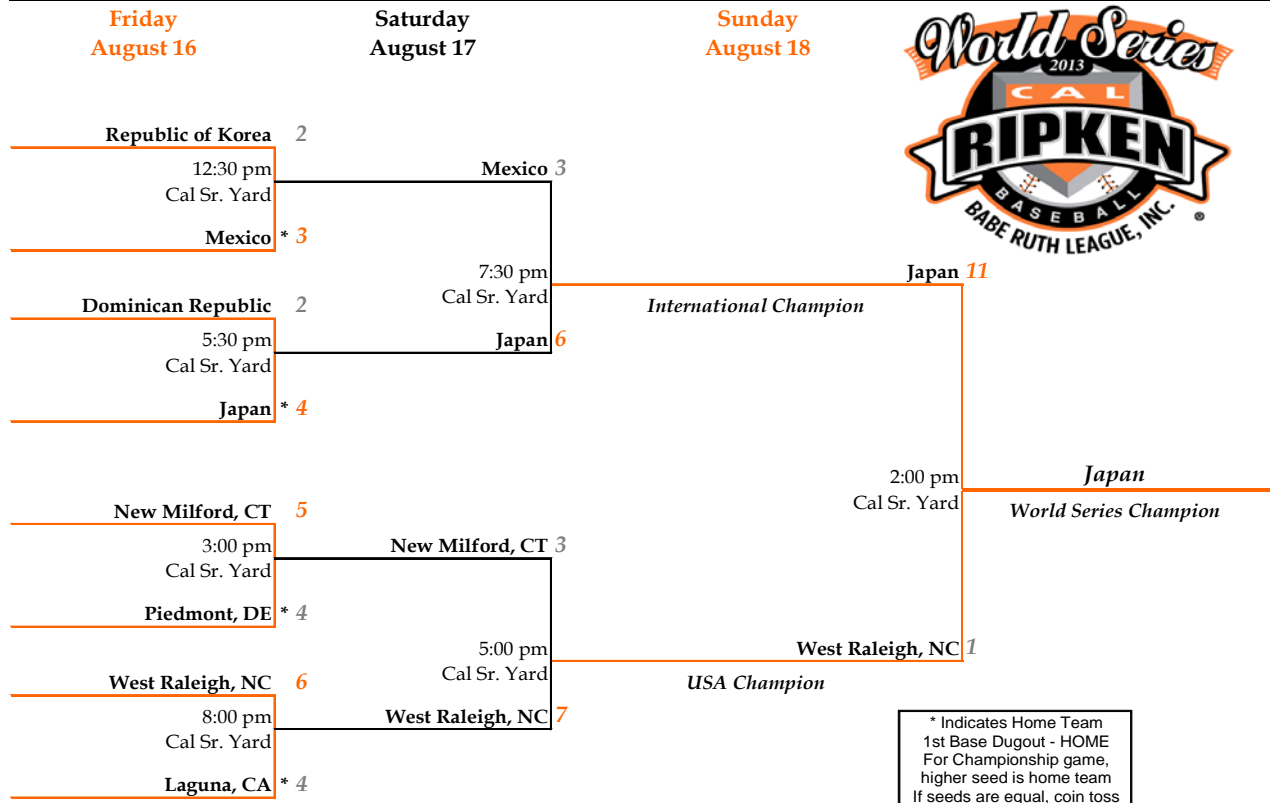 Friday
August 16
Saturday
August 17
Sunday
August 18
World Series
2013
CAL
RIPKEN
BASEBALL
BABE RUTH LEAGUE, INC.
®
Republic of Korea 2
12:30 pm
Cal Sr. Yard
Mexico * 3
Dominican Republic 2
5:30 pm
Cal Sr. Yard
Japan * 4
New Milford, CT 5
3:00 pm
Cal Sr. Yard
Piedmont, DE * 4
West Raleigh, NC 6
8:00 pm
Cal Sr. Yard
Laguna, CA * 4
Mexico 3
7:30 pm
Cal Sr. Yard
Japan 6
New Milford, CT 3
5:00 pm
Cal Sr. Yard
West Raleigh, NC 7
Japan 11
International Champion
2:00 pm
Cal Sr. Yard
West Raleigh, NC 1
USA Champion
Japan
World Series Champion
* Indicates Home Team
1st Base Dugout - HOME
For Championship game,
higher seed is home team
If seeds are equal, coin toss